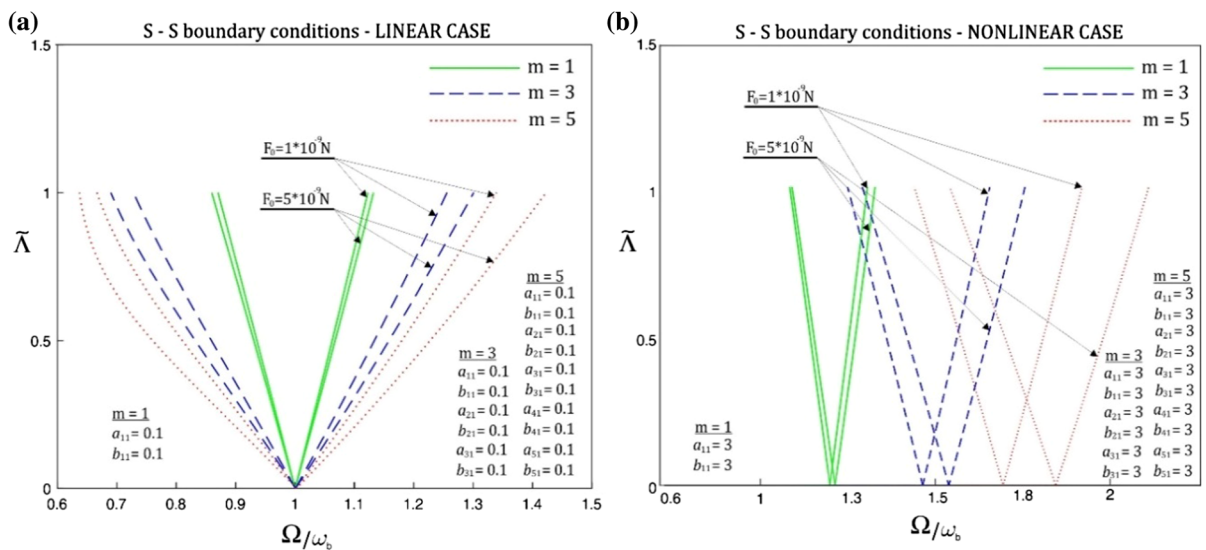 (a)
S - S boundary conditions - LINEAR CASE
1.5
1
0.5
0
Λ̃
m = 1
m = 3
m = 5
F₀=1*10⁻⁹N
F₀=5*10⁻⁹N
m = 1
a₁₁= 0.1
b₁₁= 0.1
m = 3
a₁₁= 0.1
b₁₁= 0.1
a₂₁= 0.1
b₂₁= 0.1
a₃₁= 0.1
b₃₁= 0.1
m = 5
a₁₁= 0.1
b₁₁= 0.1
a₂₁= 0.1
b₂₁= 0.1
a₃₁= 0.1
b₃₁= 0.1
a₄₁= 0.1
b₄₁= 0.1
a₅₁= 0.1
b₅₁= 0.1
0.6 0.7 0.8 0.9 1 1.1 1.2 1.3 1.4 1.5
Ω/ω_b
(b)
S - S boundary conditions - NONLINEAR CASE
1.5
1
0.5
0
Λ̃
m = 1
m = 3
m = 5
F₀=1*10⁻⁹N
F₀=5*10⁻⁹N
m = 1
a₁₁= 3
b₁₁= 3
m = 3
a₁₁= 3
b₁₁= 3
a₂₁= 3
b₂₁= 3
a₃₁= 3
b₃₁= 3
m = 5
a₁₁= 3
b₁₁= 3
a₂₁= 3
b₂₁= 3
a₃₁= 3
b₃₁= 3
a₄₁= 3
b₄₁= 3
a₅₁= 3
b₅₁= 3
0.6 1 1.3 1.5 1.8 2
Ω/ω_b